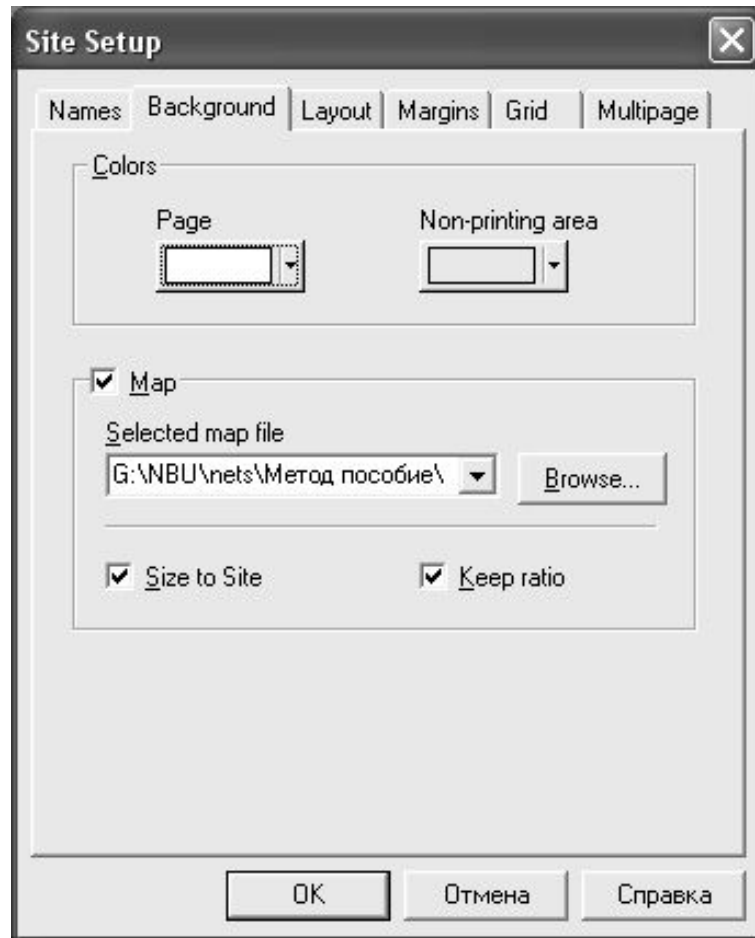 Site Setup
Names Background Layout Margins Grid Multipage
Colors
Page Non-printing area
Map
Selected map file
G:\NBU\nets\Метод пособие\ Browse...
Size to Site Keep ratio
OK Отмена Справка